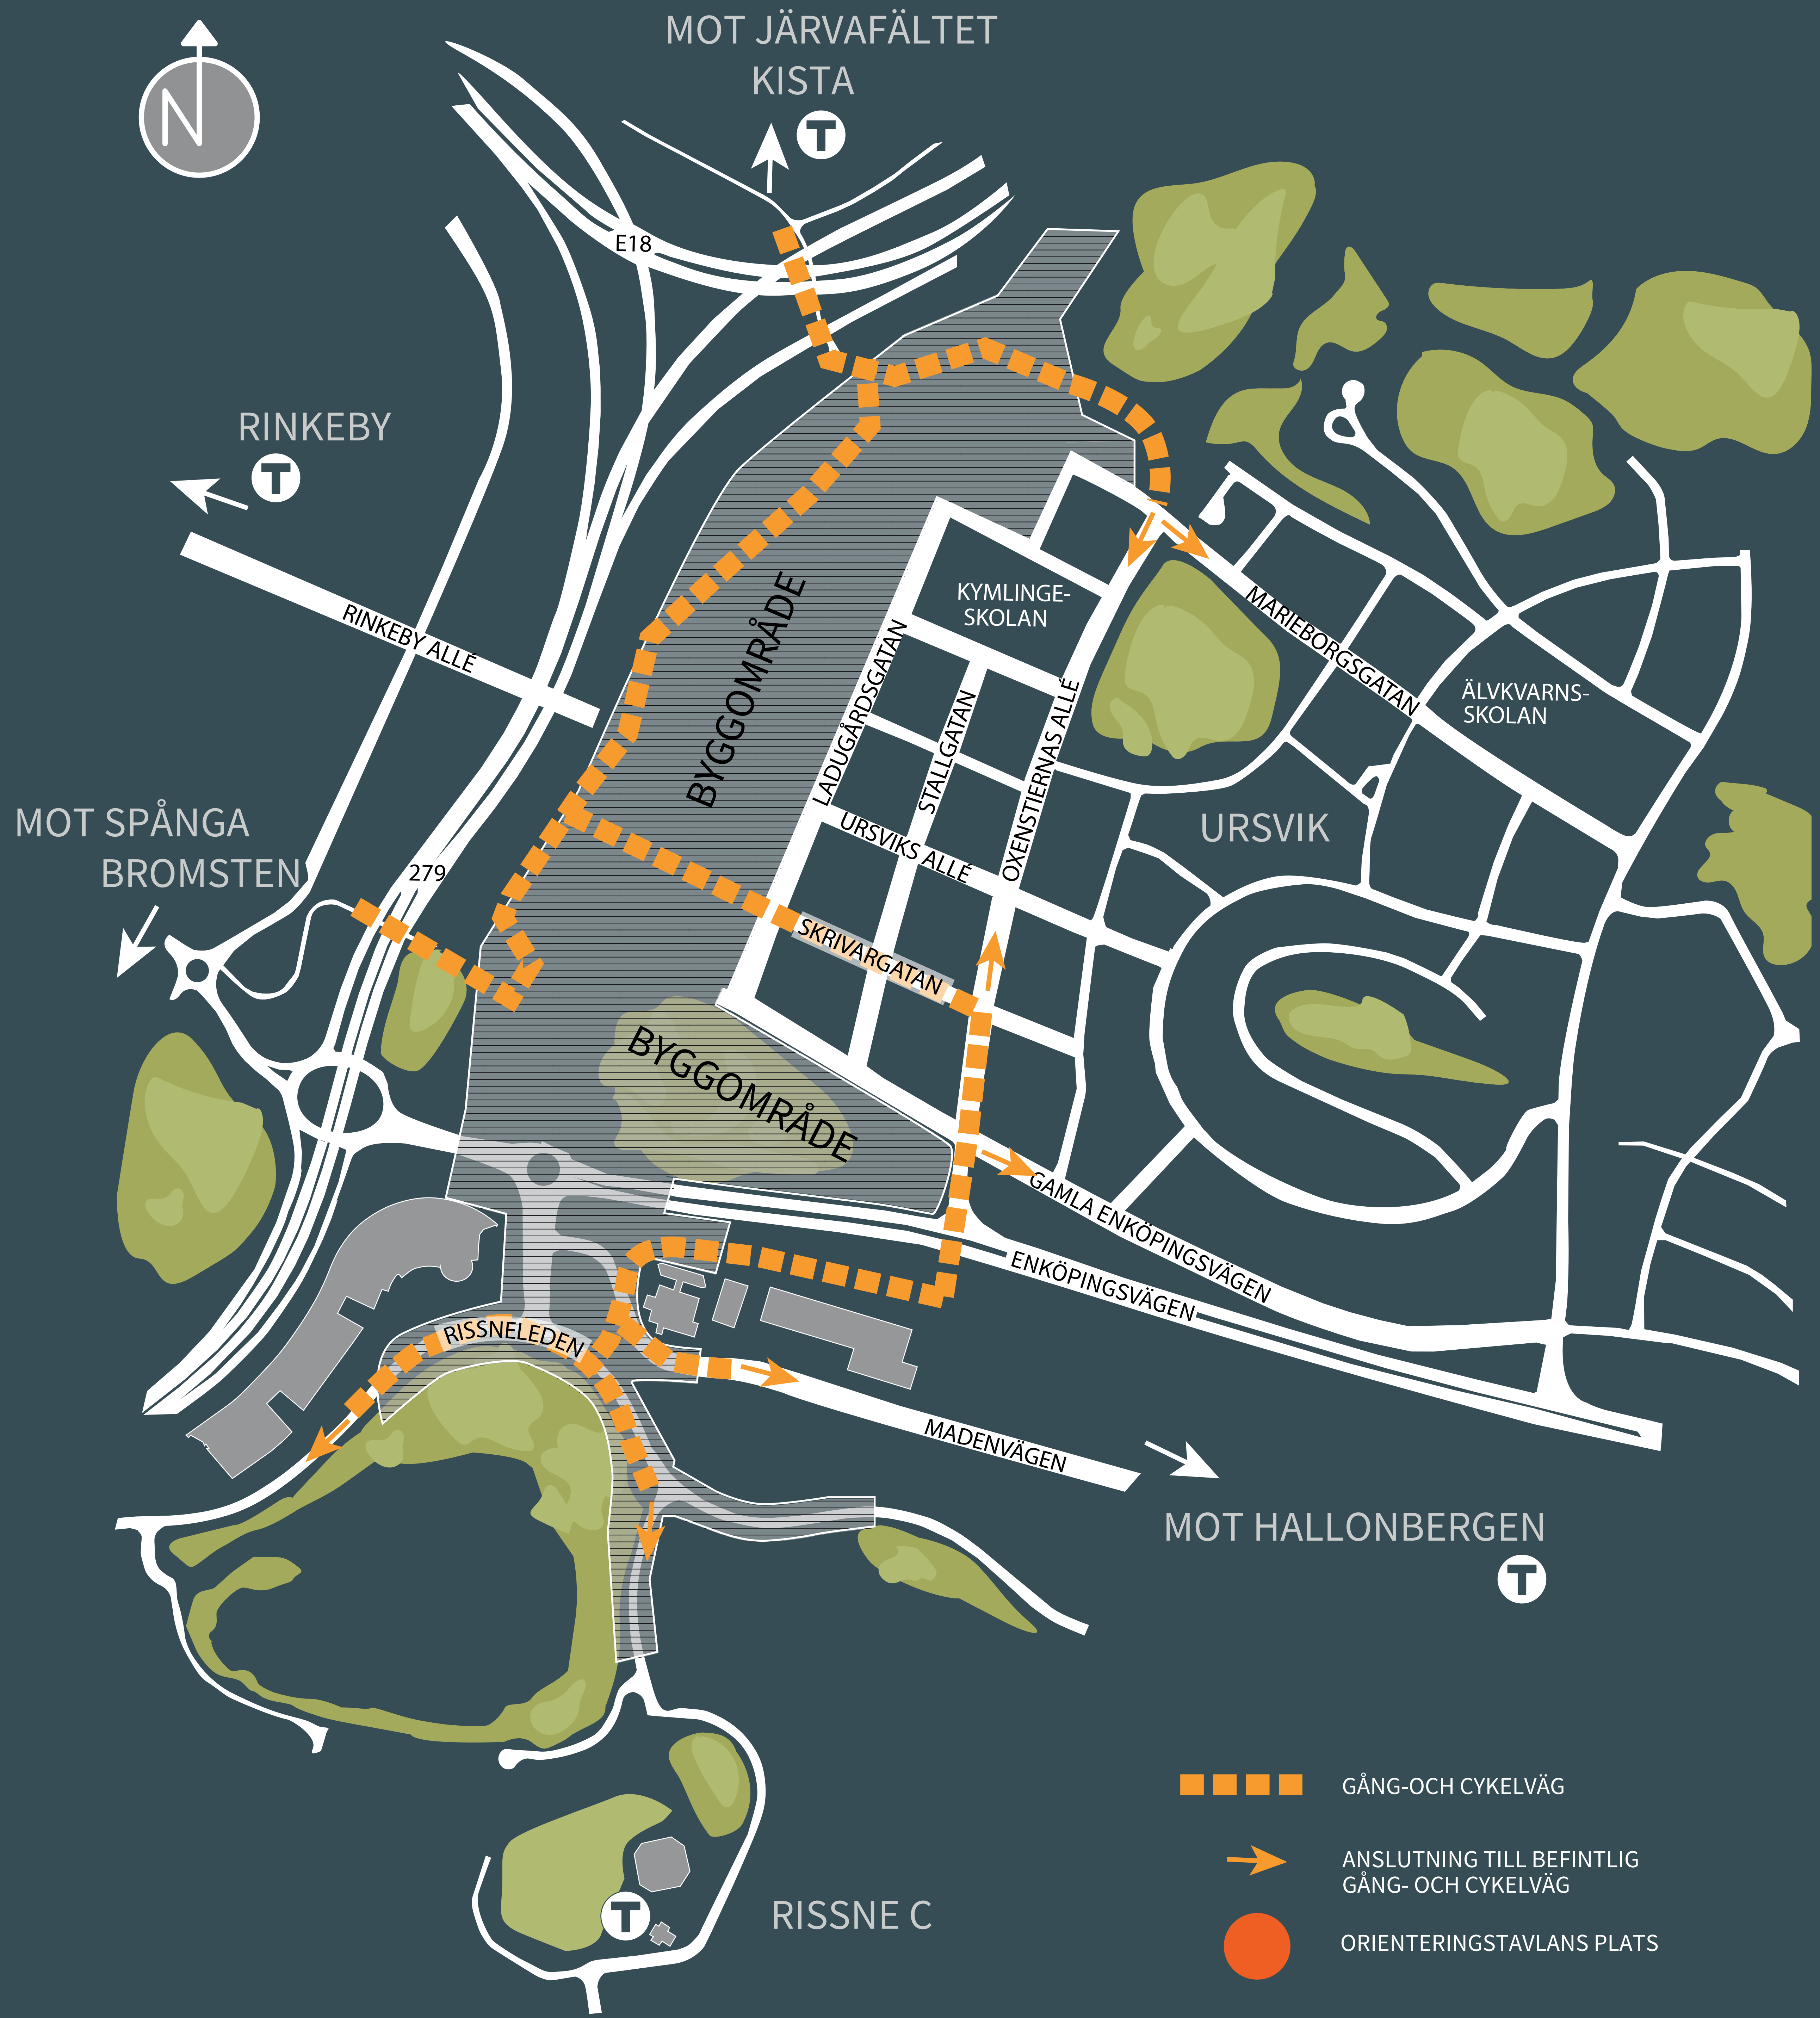 MOT JÄRVAFÄLTET
KISTA
T
N
E18
RINKEBY
T
RINKEBY ALLÉ
KYMLINGE-
SKOLAN
MARIEBORGSGATAN
BYGGOMRÅDE
LADUGÅRDSGATAN
STALLGATAN
OXENSTIERNAS ALLÉ
ÄLVKVARNS-
SKOLAN
MOT SPÅNGA
BROMSTEN
279
URSVIKS ALLÉ
URSVIK
SKRIVARGATAN
BYGGOMRÅDE
GAMLA ENKÖPINGSVÄGEN
ENKÖPINGSVÄGEN
RISSNELEDEN
MADENVÄGEN
MOT HALLONBERGEN
T
GÅNG-OCH CYKELVÄG
ANSLUTNING TILL BEFINTLIG
GÅNG- OCH CYKELVÄG
T
RISSNE C
ORIENTERINGSTAVLANS PLATS